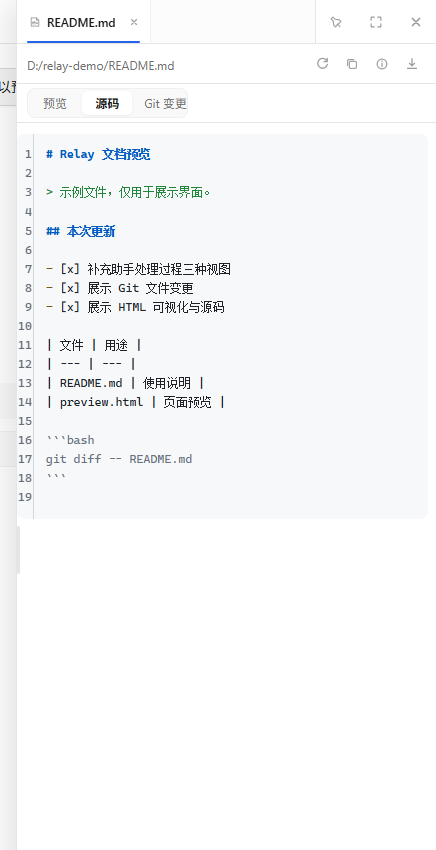 README.md
D:/relay-demo/README.md
预览 源码 Git 变更
1 # Relay 文档预览
2
3 > 示例文件，仅用于展示界面。
4
5 ## 本次更新
6
7 - [x] 补充助手处理过程三种视图
8 - [x] 展示 Git 文件变更
9 - [x] 展示 HTML 可视化与源码
10
11 | 文件 | 用途 |
12 | --- | --- |
13 | README.md | 使用说明 |
14 | preview.html | 页面预览 |
15
16 ```bash
17 git diff -- README.md
18 ```
19